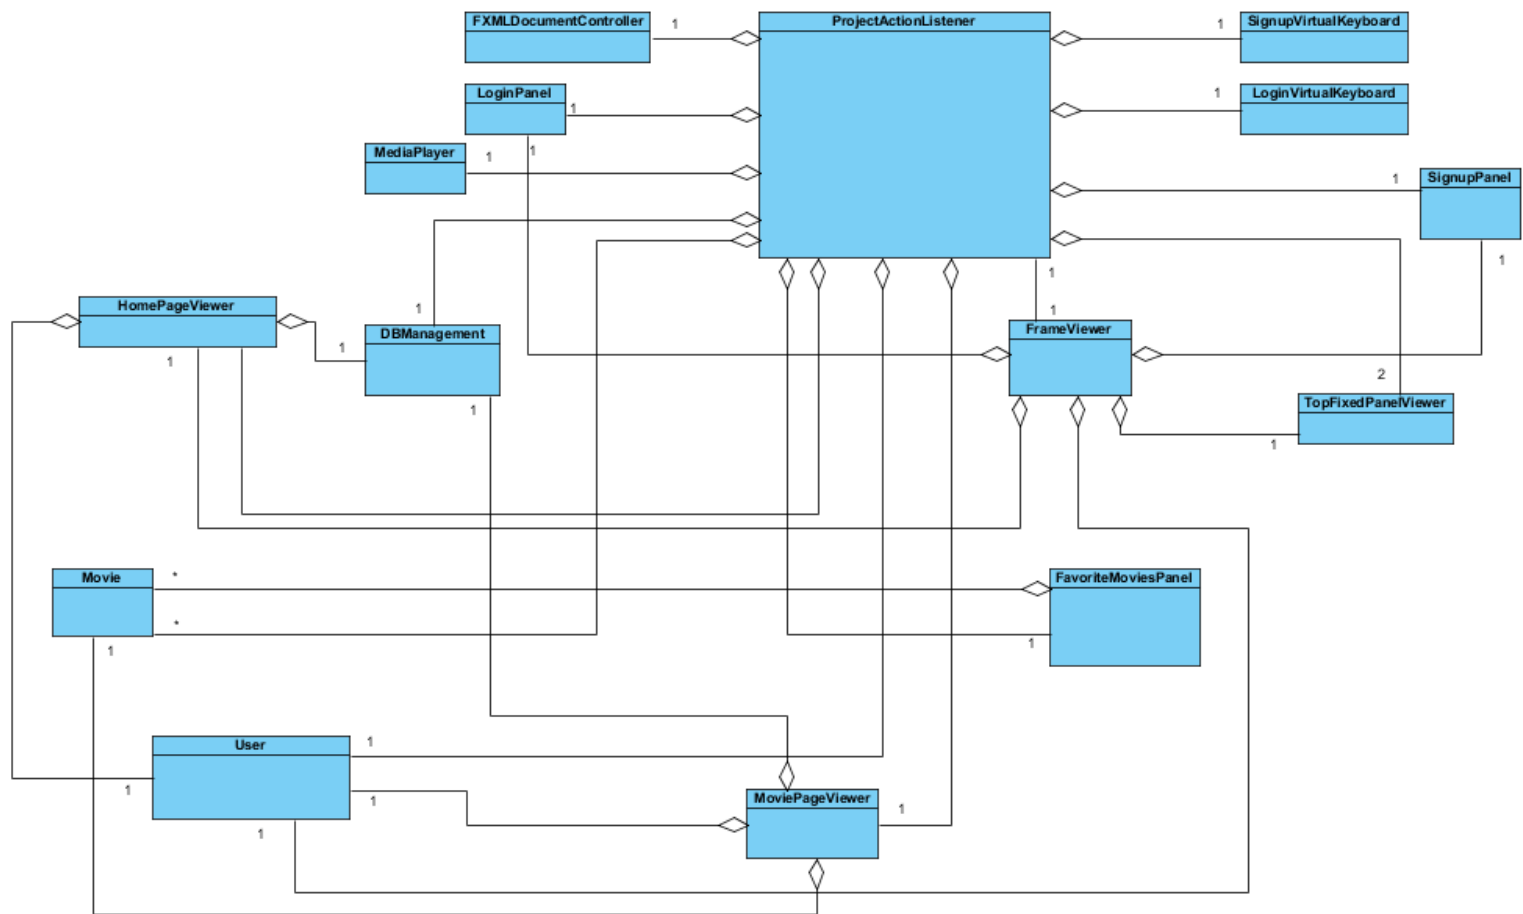 FXMLDocumentController
1
ProjectActionListener
1
SignupVirtualKeyboard
LoginPanel
1
1
LoginVirtualKeyboard
MediaPlayer
1
1
1
SignupPanel
1
1
HomePageViewer
1
1
FrameViewer
DBManagement
1
1
2
1
TopFixedPanelViewer
1
Movie
*
FavoriteMoviesPanel
*
1
1
User
1
1
1
MoviePageViewer
1
1